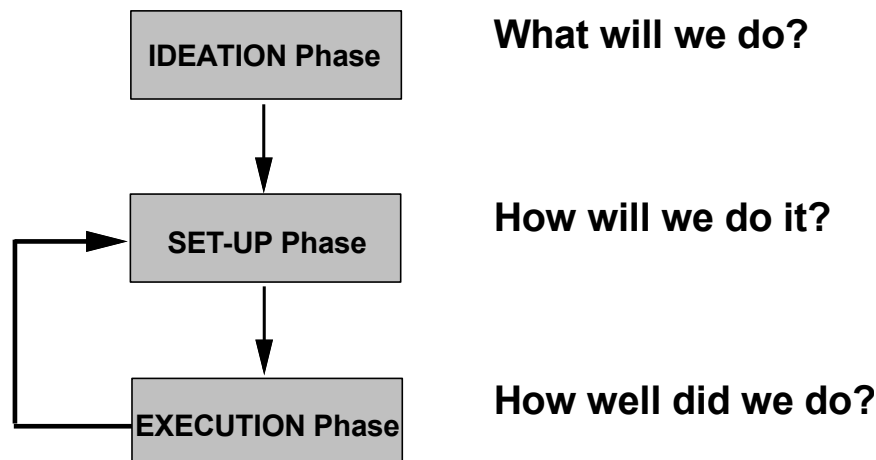 IDEATION Phase
What will we do?
SET-UP Phase
How will we do it?
EXECUTION Phase
How well did we do?